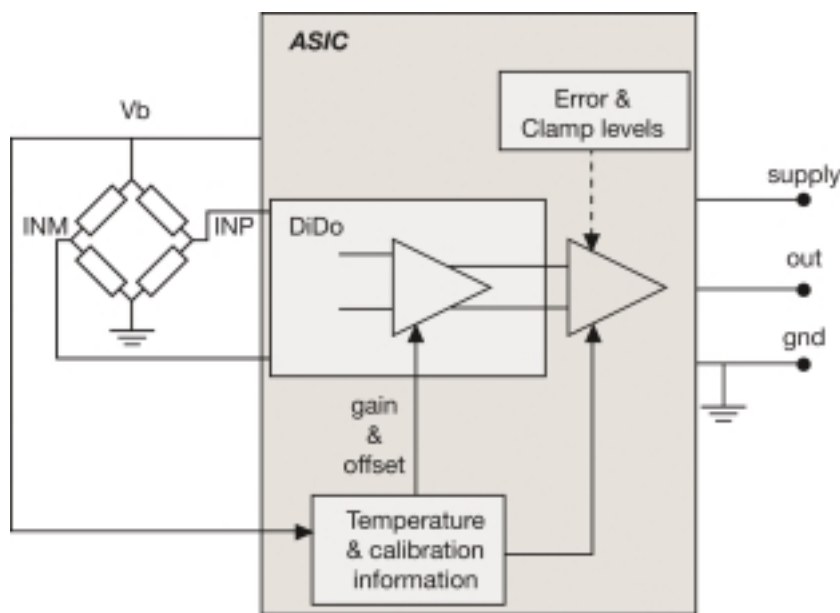 ASIC
Error &
Clamp levels
Vb
supply
INM
INP
DiDo
out
gnd
gain
&
offset
Temperature
& calibration
information